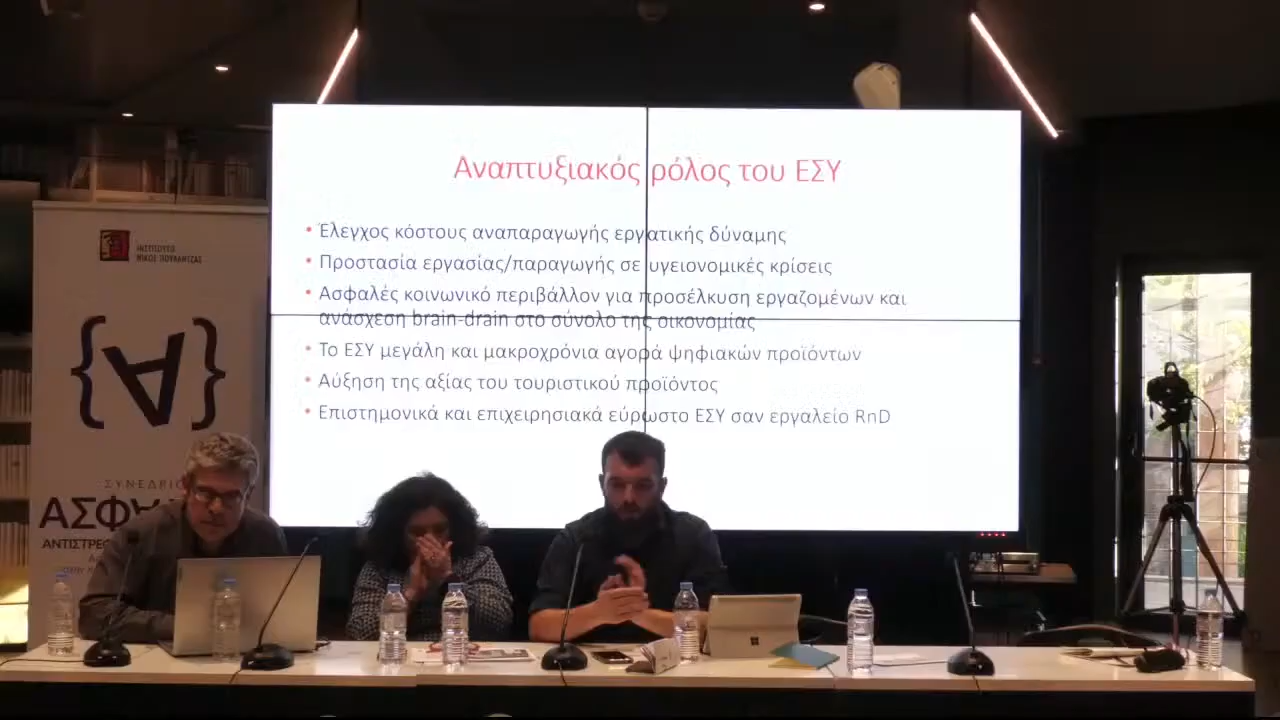 Αναπτυξιακός ρόλος του ΕΣΥ
• Έλεγχος κόστους αναπαραγωγής εργατικής δύναμης
• Προστασία εργασίας/παραγωγής σε υγειονομικές κρίσεις
• Ασφαλές κοινωνικό περιβάλλον για προσέλκυση εργαζομένων και
ανάσχεση brain-drain στο σύνολο της οικονομίας
• Το ΕΣΥ μεγάλη και μακροχρόνια αγορά ψηφιακών προϊόντων
• Αύξηση της αξίας του τουριστικού προϊόντος
• Επιστημονικά και επιχειρησιακά εύρωστο ΕΣΥ σαν εργαλείο RnD
ΙΝΣΤΙΤΟΥΤΟ
ΝΙΚΟΣ ΠΟΥΛΑΝΤΖΑΣ
{∀}
ΣΥΝΕΔΡΙΟ